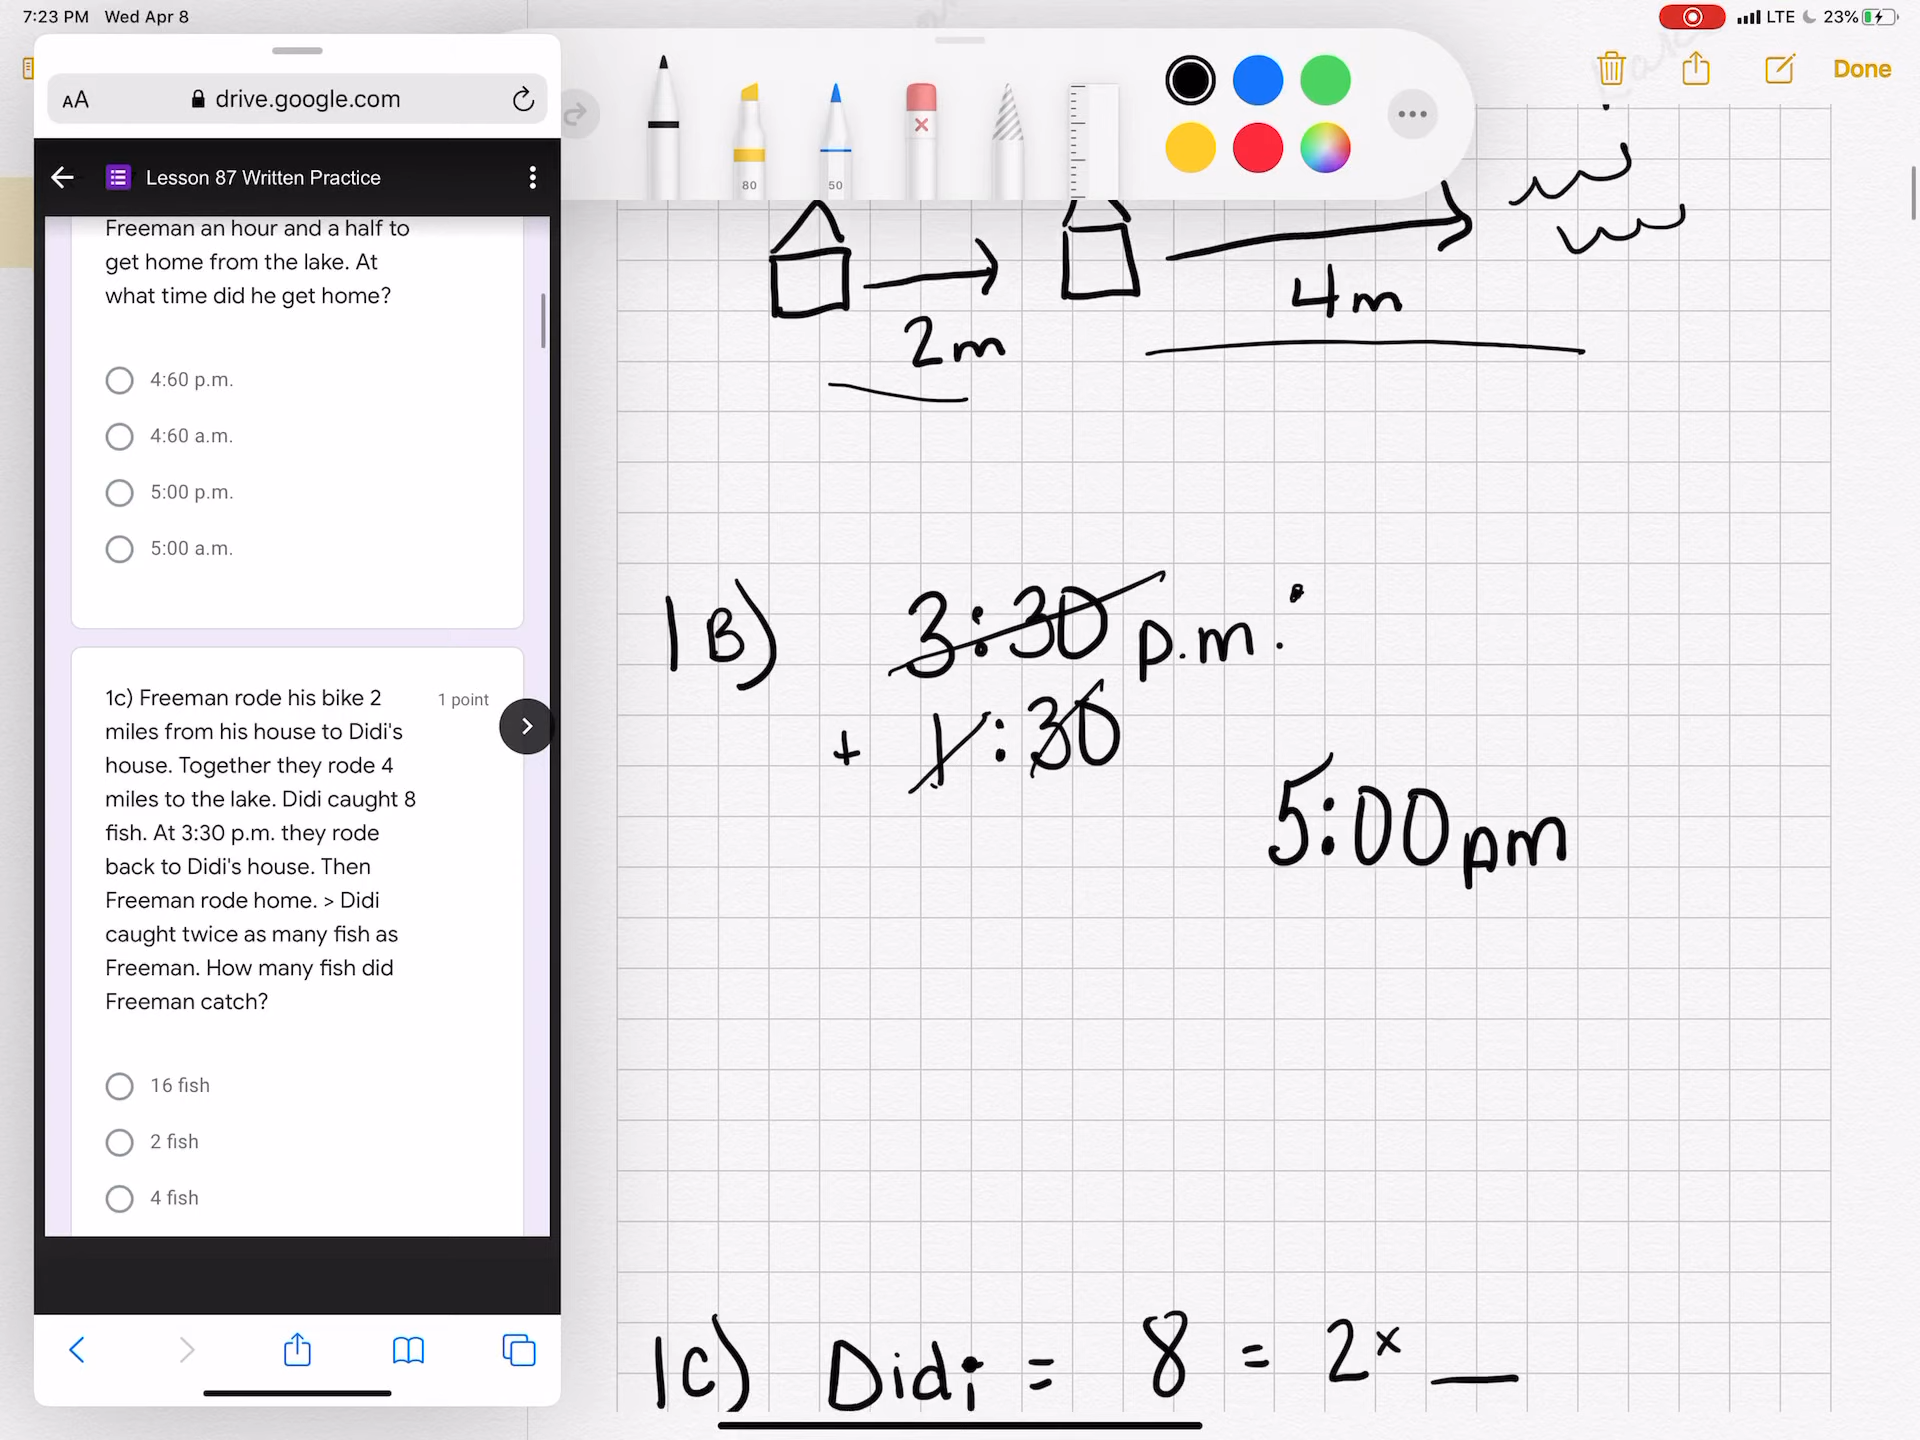 7:23 PM Wed Apr 8
LTE 23%
AA drive.google.com
Done
80
50
Lesson 87 Written Practice
Freeman an hour and a half to
get home from the lake. At
what time did he get home?
4:60 p.m.
4:60 a.m.
5:00 p.m.
5:00 a.m.
1c) Freeman rode his bike 2
1 point
miles from his house to Didi's
house. Together they rode 4
miles to the lake. Didi caught 8
fish. At 3:30 p.m. they rode
back to Didi's house. Then
Freeman rode home. > Didi
caught twice as many fish as
Freeman. How many fish did
Freeman catch?
16 fish
2 fish
4 fish
2m
4m
1B) 3:30 p.m.
+ 1:30
5:00 pm
1C) Didi = 8 = 2 x __